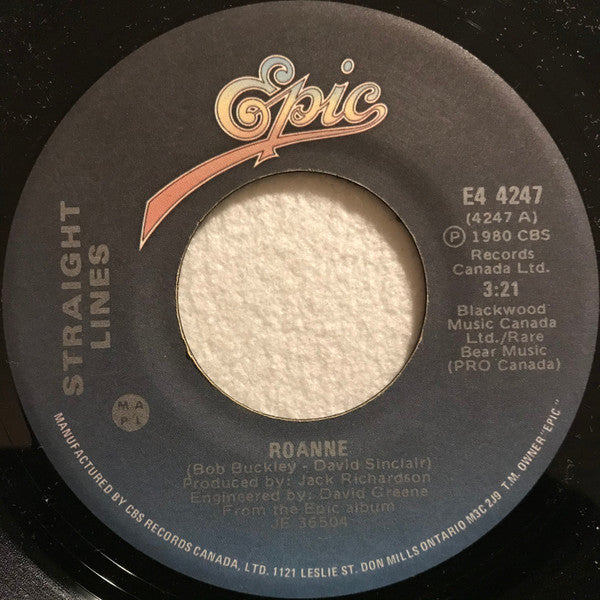 Epic
STRAIGHT
LINES
E4 4247
(4247 A)
℗ 1980 CBS
Records
Canada Ltd.
3:21
Blackwood
Music Canada
Ltd./Rare
Bear Music
(PRO Canada)
M A
P L
ROANNE
(Bob Buckley - David Sinclair)
Produced by: Jack Richardson
Engineered by: David Greene
From the Epic album
JE 36504
MANUFACTURED BY CBS RECORDS CANADA, LTD. 1121 LESLIE ST. DON MILLS ONTARIO M3C 2J9 T.M. OWNER "EPIC"